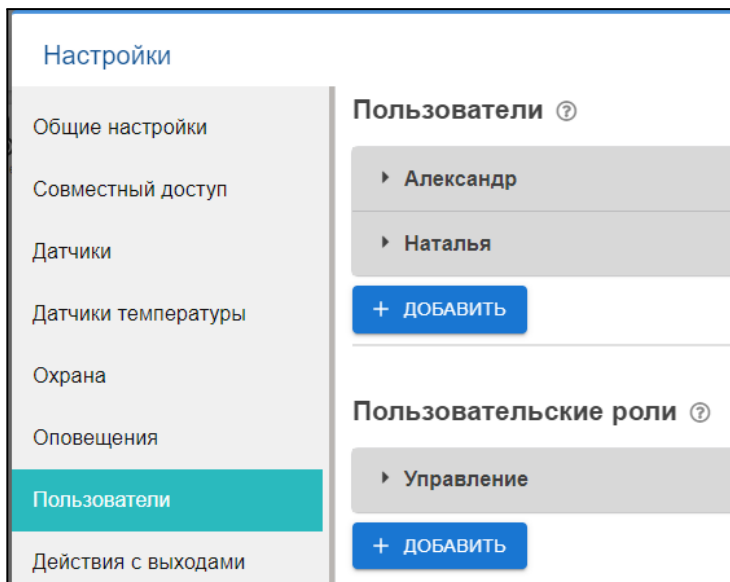 Настройки
Общие настройки
Совместный доступ
Датчики
Датчики температуры
Охрана
Оповещения
Пользователи
Действия с выходами
Пользователи ?
Александр
Наталья
+ ДОБАВИТЬ
Пользовательские роли ?
Управление
+ ДОБАВИТЬ